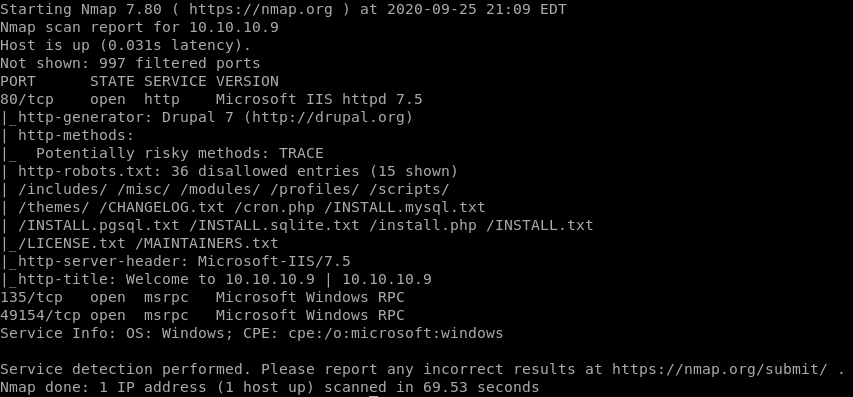 Starting Nmap 7.80 ( https://nmap.org ) at 2020-09-25 21:09 EDT
Nmap scan report for 10.10.10.9
Host is up (0.031s latency).
Not shown: 997 filtered ports
PORT      STATE SERVICE VERSION
80/tcp    open  http    Microsoft IIS httpd 7.5
|_http-generator: Drupal 7 (http://drupal.org)
| http-methods:
|_  Potentially risky methods: TRACE
| http-robots.txt: 36 disallowed entries (15 shown)
| /includes/ /misc/ /modules/ /profiles/ /scripts/
| /themes/ /CHANGELOG.txt /cron.php /INSTALL.mysql.txt
| /INSTALL.pgsql.txt /INSTALL.sqlite.txt /install.php /INSTALL.txt
|_/LICENSE.txt /MAINTAINERS.txt
|_http-server-header: Microsoft-IIS/7.5
|_http-title: Welcome to 10.10.10.9 | 10.10.10.9
135/tcp   open  msrpc   Microsoft Windows RPC
49154/tcp open  msrpc   Microsoft Windows RPC
Service Info: OS: Windows; CPE: cpe:/o:microsoft:windows

Service detection performed. Please report any incorrect results at https://nmap.org/submit/ .
Nmap done: 1 IP address (1 host up) scanned in 69.53 seconds